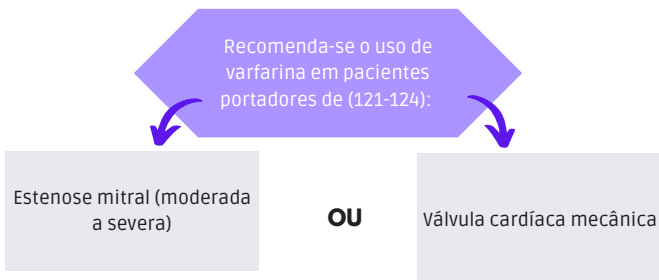 Recomenda-se o uso de
varfarina em pacientes
portadores de (121-124):
Estenose mitral (moderada
a severa)
OU
Válvula cardíaca mecânica